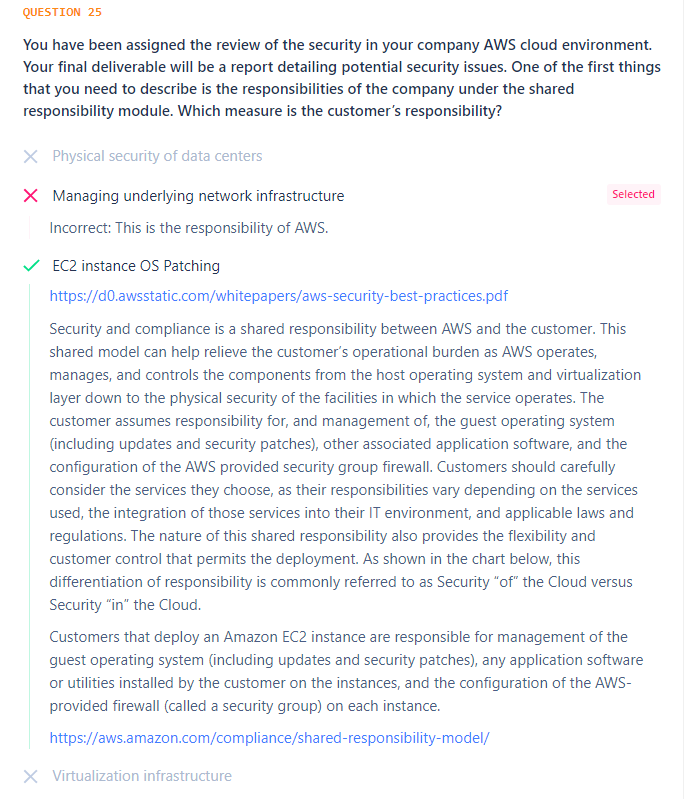 QUESTION 25
You have been assigned the review of the security in your company AWS cloud environment.
Your final deliverable will be a report detailing potential security issues. One of the first things
that you need to describe is the responsibilities of the company under the shared
responsibility module. Which measure is the customer's responsibility?
Physical security of data centers
Managing underlying network infrastructure
Selected
Incorrect: This is the responsibility of AWS.
EC2 instance OS Patching
https://d0.awsstatic.com/whitepapers/aws-security-best-practices.pdf
Security and compliance is a shared responsibility between AWS and the customer. This
shared model can help relieve the customer's operational burden as AWS operates,
manages, and controls the components from the host operating system and virtualization
layer down to the physical security of the facilities in which the service operates. The
customer assumes responsibility for, and management of, the guest operating system
(including updates and security patches), other associated application software, and the
configuration of the AWS provided security group firewall. Customers should carefully
consider the services they choose, as their responsibilities vary depending on the services
used, the integration of those services into their IT environment, and applicable laws and
regulations. The nature of this shared responsibility also provides the flexibility and
customer control that permits the deployment. As shown in the chart below, this
differentiation of responsibility is commonly referred to as Security “of” the Cloud versus
Security “in” the Cloud.
Customers that deploy an Amazon EC2 instance are responsible for management of the
guest operating system (including updates and security patches), any application software
or utilities installed by the customer on the instances, and the configuration of the AWS-
provided firewall (called a security group) on each instance.
https://aws.amazon.com/compliance/shared-responsibility-model/
Virtualization infrastructure